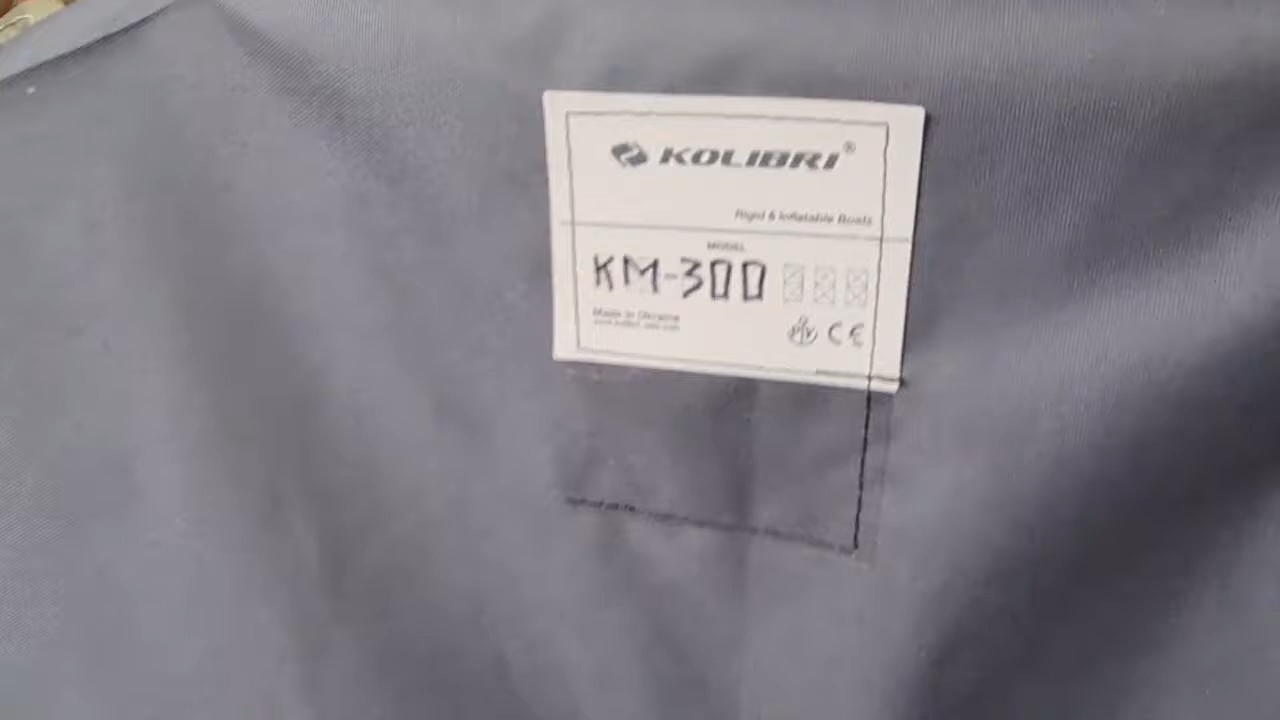 KOLIBRI®
Rigid & Inflatable Boats
MODEL
KM-300
Made in Ukraine
CE